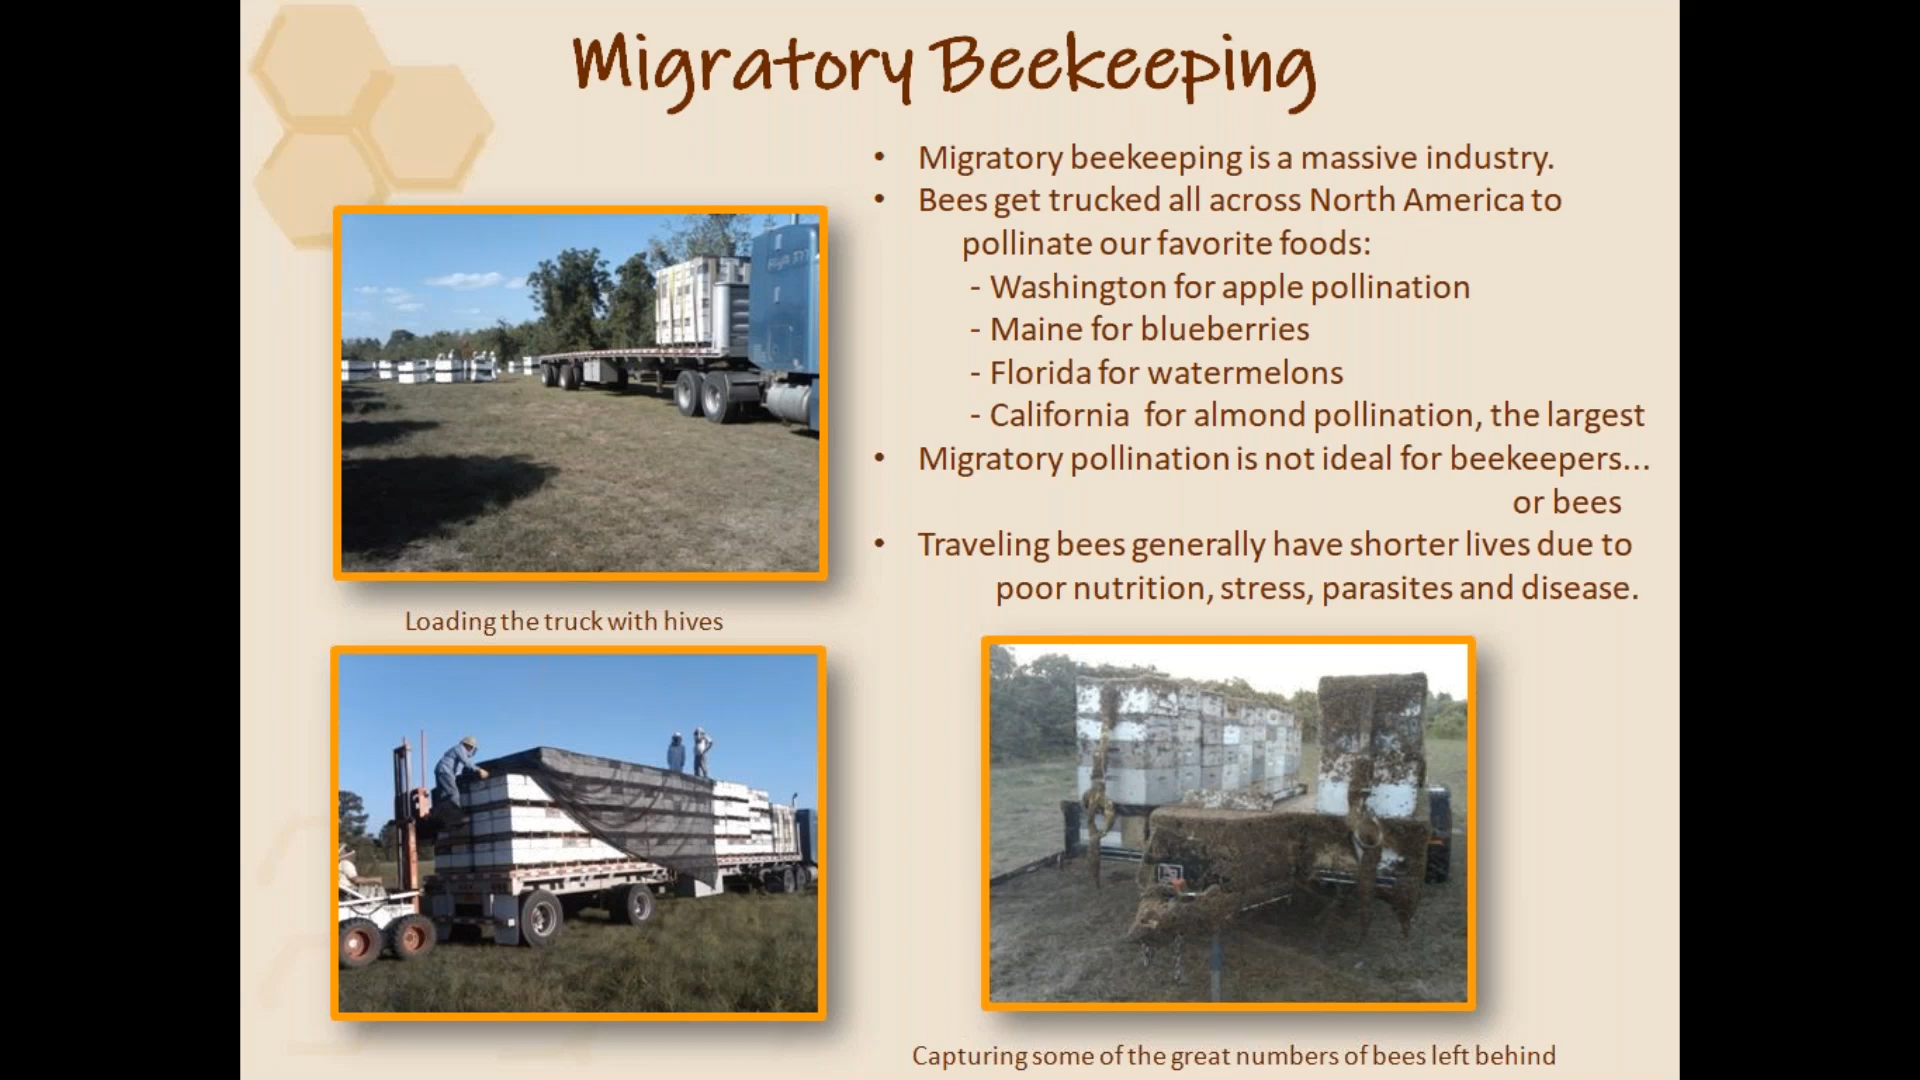 Migratory Beekeeping
• Migratory beekeeping is a massive industry.
• Bees get trucked all across North America to
pollinate our favorite foods:
- Washington for apple pollination
- Maine for blueberries
- Florida for watermelons
- California for almond pollination, the largest
• Migratory pollination is not ideal for beekeepers...
or bees
• Traveling bees generally have shorter lives due to
poor nutrition, stress, parasites and disease.
Loading the truck with hives
Capturing some of the great numbers of bees left behind